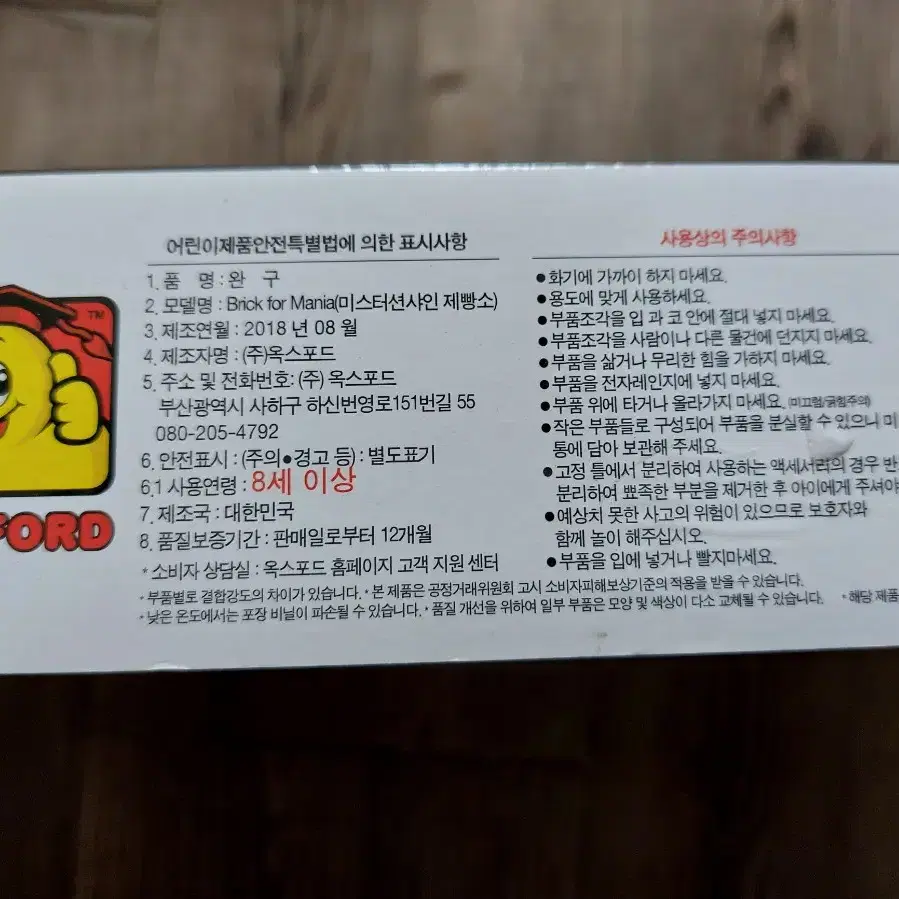 어린이제품안전특별법에 의한 표시사항
1. 품 명 : 완 구
2. 모델명 : Brick for Mania(미스터션샤인 제빵소)
3. 제조연월 : 2018 년 08 월
4. 제조자명 : (주)옥스포드
5. 주소 및 전화번호: (주) 옥스포드
부산광역시 사하구 하신번영로151번길 55
080-205-4792
6. 안전표시 : (주의●경고 등) : 별도표기
6.1 사용연령 : 8세 이상
7. 제조국 : 대한민국
8. 품질보증기간 : 판매일로부터 12개월
* 소비자 상담실 : 옥스포드 홈페이지 고객 지원 센터
* 부품별로 결합강도의 차이가 있습니다. * 본 제품은 공정거래위원회 고시 소비자피해보상기준의 적용을 받을 수 있습니다.
* 낮은 온도에서는 포장 비닐이 파손될 수 있습니다. * 품질 개선을 위하여 일부 부품은 모양 및 색상이 다소 교체될 수 있습니다. * 해당 제품
사용상의 주의사항
● 화기에 가까이 하지 마세요.
● 용도에 맞게 사용하세요.
● 부품조각을 입 과 코 안에 절대 넣지 마세요.
● 부품조각을 사람이나 다른 물건에 던지지 마세요.
● 부품을 삶거나 무리한 힘을 가하지 마세요.
● 부품을 전자레인지에 넣지 마세요.
● 부품 위에 타거나 올라가지 마세요. (미끄럼/긁힘주의)
● 작은 부품들로 구성되어 부품을 분실할 수 있으니 미
통에 담아 보관해 주세요.
● 고정 틀에서 분리하여 사용하는 액세서리의 경우 반
분리하여 뾰족한 부분을 제거한 후 아이에게 주셔야
● 예상치 못한 사고의 위험이 있으므로 보호자와
함께 놀이 해주십시오.
● 부품을 입에 넣거나 빨지마세요.
TM
FORD